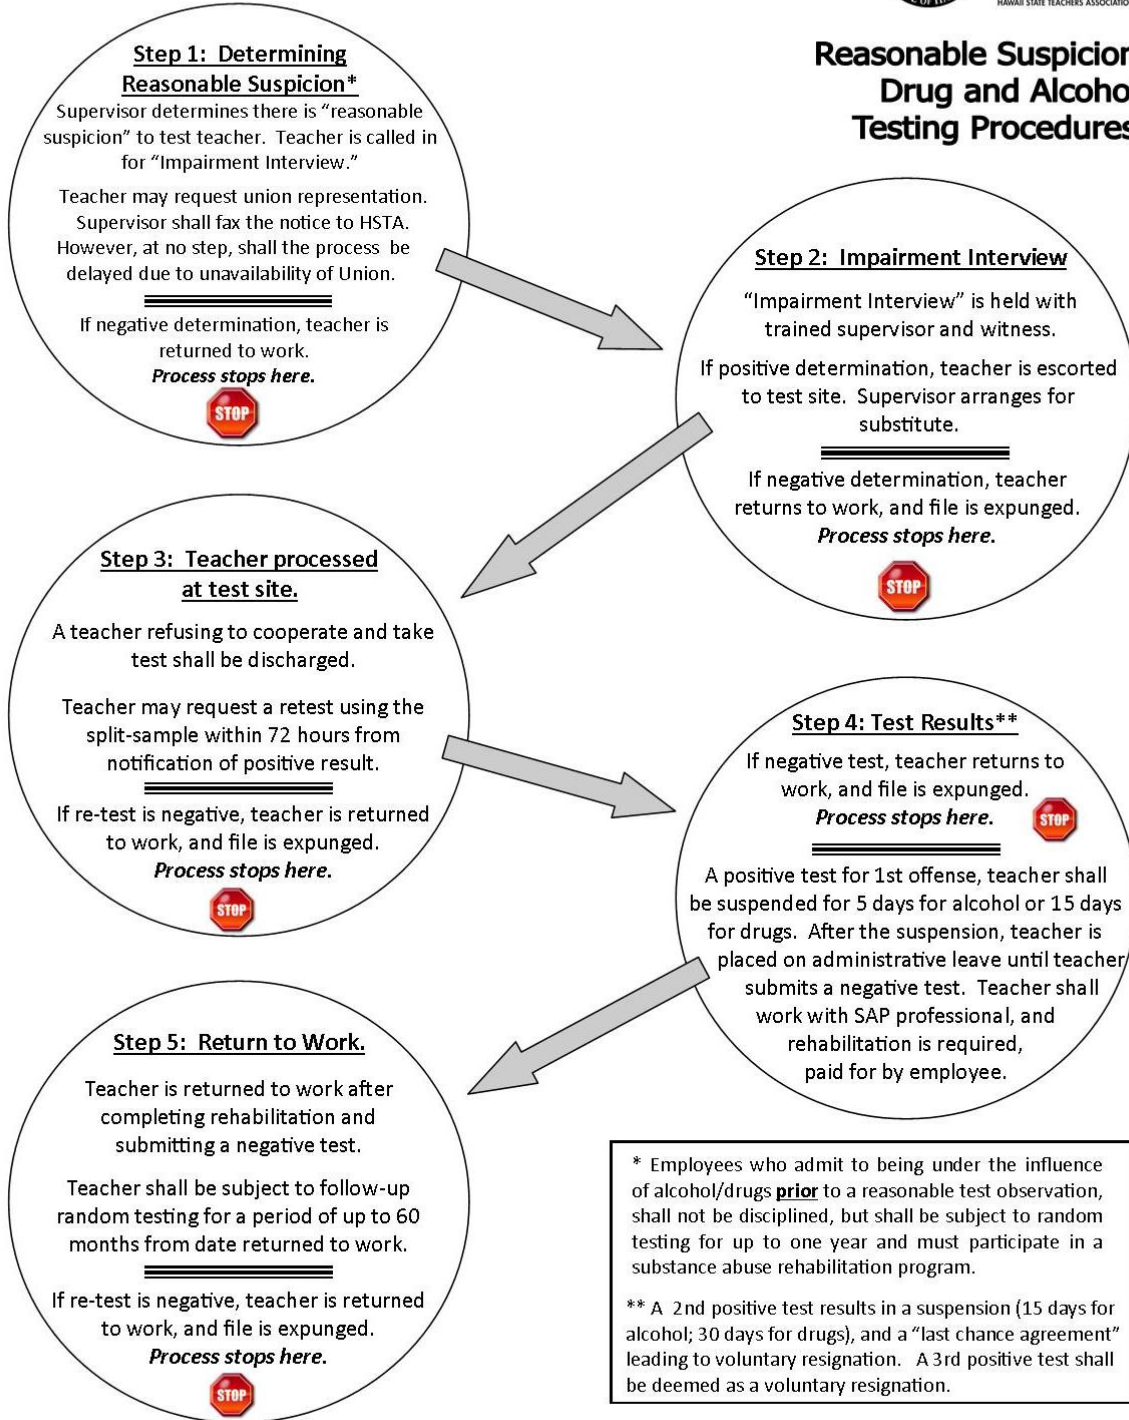 HAWAII STATE TEACHERS ASSOCIATION
Reasonable Suspicion
Drug and Alcohol
Testing Procedures
Step 1:  Determining
Reasonable Suspicion*
Supervisor determines there is “reasonable
suspicion” to test teacher.  Teacher is called in
for “Impairment Interview.”
Teacher may request union representation.
Supervisor shall fax the notice to HSTA.
However, at no step, shall the process  be
delayed due to unavailability of Union.
If negative determination, teacher is
returned to work.
Process stops here.
STOP
Step 2:  Impairment Interview
“Impairment Interview” is held with
trained supervisor and witness.
If positive determination, teacher is escorted
to test site.  Supervisor arranges for
substitute.
If negative determination, teacher
returns to work, and file is expunged.
Process stops here.
STOP
Step 3:  Teacher processed
at test site.
A teacher refusing to cooperate and take
test shall be discharged.
Teacher may request a retest using the
split-sample within 72 hours from
notification of positive result.
If re-test is negative, teacher is returned
to work, and file is expunged.
Process stops here.
STOP
Step 4: Test Results**
If negative test, teacher returns to
work, and file is expunged.
Process stops here.
STOP
A positive test for 1st offense, teacher shall
be suspended for 5 days for alcohol or 15 days
for drugs.  After the suspension, teacher is
placed on administrative leave until teacher
submits a negative test.  Teacher shall
work with SAP professional, and
rehabilitation is required,
paid for by employee.
Step 5: Return to Work.
Teacher is returned to work after
completing rehabilitation and
submitting a negative test.
Teacher shall be subject to follow-up
random testing for a period of up to 60
months from date returned to work.
If re-test is negative, teacher is returned
to work, and file is expunged.
Process stops here.
STOP
* Employees who admit to being under the influence
of alcohol/drugs prior to a reasonable test observation,
shall not be disciplined, but shall be subject to random
testing for up to one year and must participate in a
substance abuse rehabilitation program.
** A  2nd positive test results in a suspension (15 days for
alcohol; 30 days for drugs), and a “last chance agreement”
leading to voluntary resignation.   A 3rd positive test shall
be deemed as a voluntary resignation.